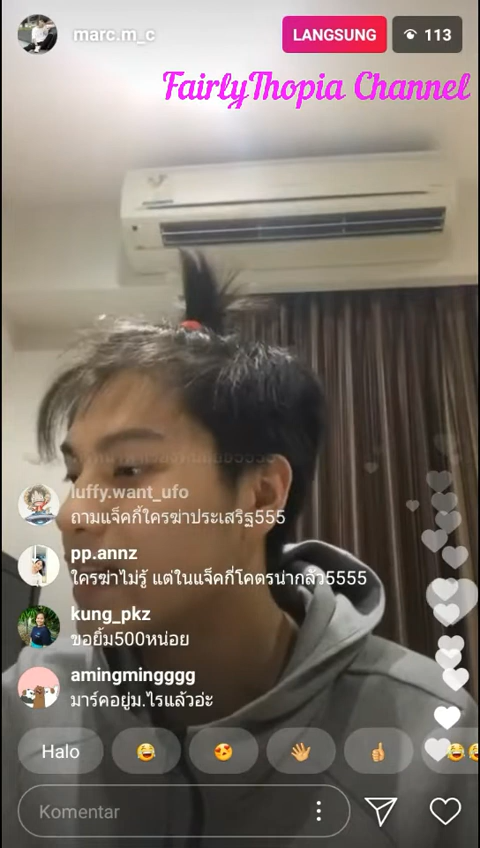 marc.m_c
LANGSUNG
113
FairlyThopia Channel
luffy.want_ufo
ถามแจ็คกี้ใครฆ่าประเสริฐ555
pp.annz
ใครฆ่าไม่รู้ แต่ในแจ็คกี่โคตรน่ากลัว5555
kung_pkz
ขอยิ้ม500หน่อย
amingmingggg
มาร์คอยู่ม.ไรแล้วอ่ะ
Halo
Komentar